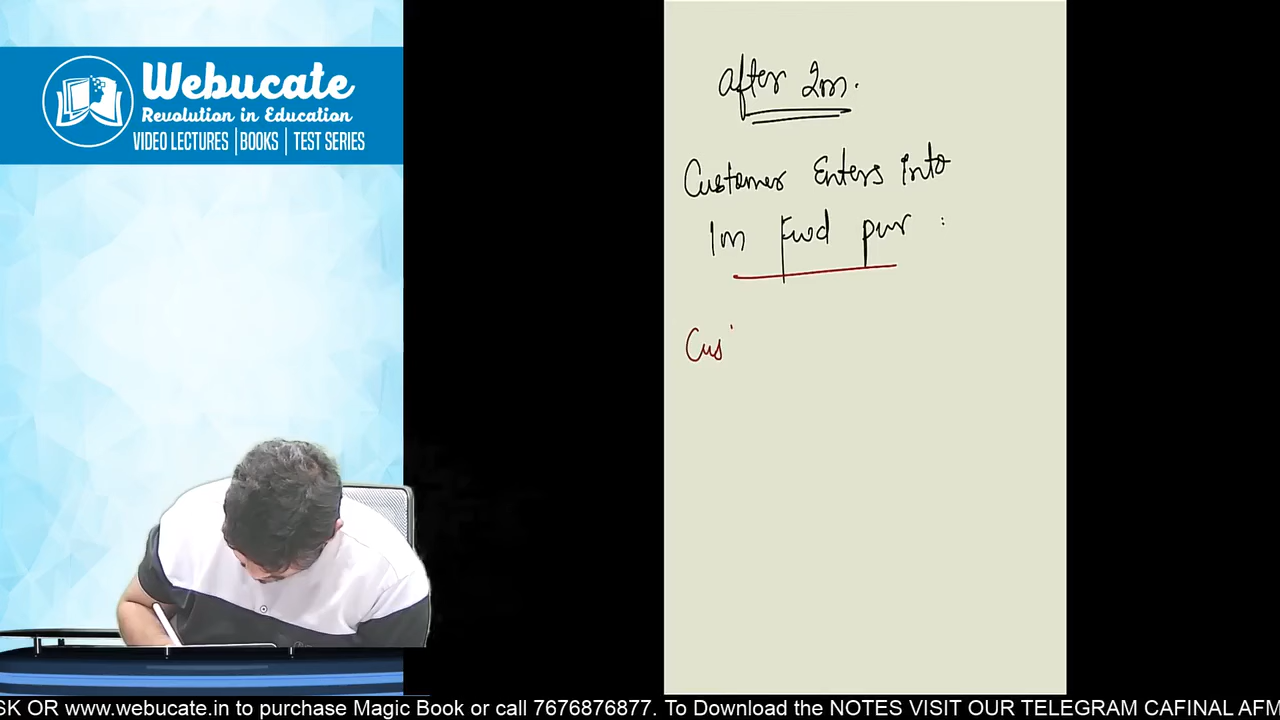 Webucate
Revolution in Education
VIDEO LECTURES | BOOKS | TEST SERIES
after 2m.
Customer Enters Into
1m Fwd pur :
Cus
SK OR www.webucate.in to purchase Magic Book or call 7676876877. To Download the NOTES VISIT OUR TELEGRAM CAFINAL AFM